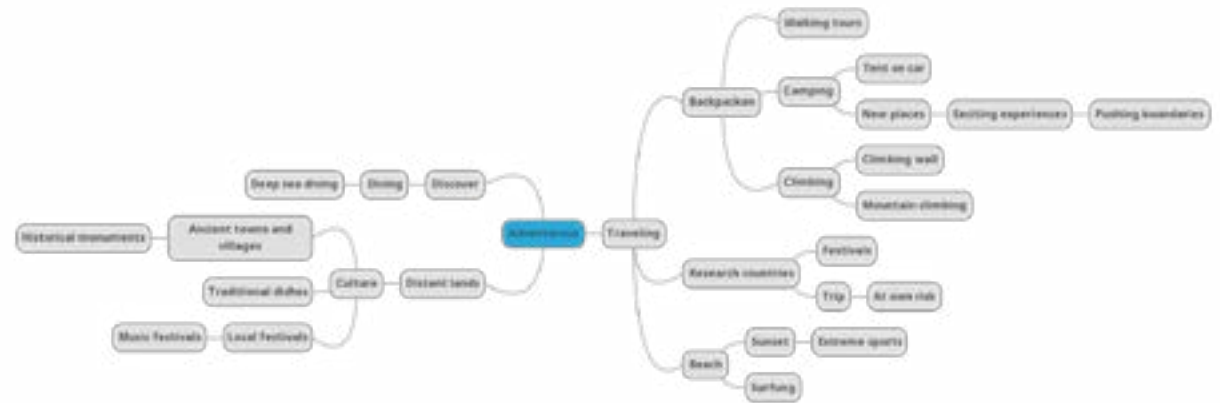 Walking tours
Tent on car
Camping
Backpacken
New places
Exciting experiences
Pushing boundaries
Climbing wall
Climbing
Mountain climbing
Deep sea diving
Diving
Discover
Ancient towns and
villages
Historical monuments
Adventurous
Traveling
Festivals
Research countries
Trip
At own risk
Culture
Distant lands
Traditional dishes
Music festivals
Local festivals
Sunset
Extreme sports
Beach
Surfung